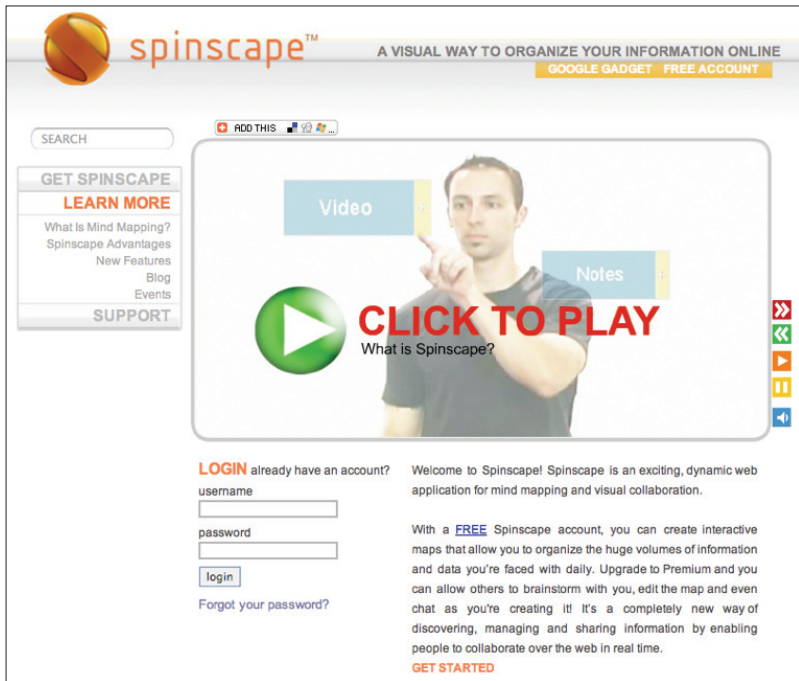 spinscape™
A VISUAL WAY TO ORGANIZE YOUR INFORMATION ONLINE
GOOGLE GADGET FREE ACCOUNT
SEARCH
ADD THIS ...
GET SPINSCAPE
LEARN MORE
What Is Mind Mapping?
Spinscape Advantages
New Features
Blog
Events
SUPPORT
Video
Notes
CLICK TO PLAY
What is Spinscape?
LOGIN already have an account?
username
password
login
Forgot your password?
Welcome to Spinscape! Spinscape is an exciting, dynamic web
application for mind mapping and visual collaboration.
With a FREE Spinscape account, you can create interactive
maps that allow you to organize the huge volumes of information
and data you're faced with daily. Upgrade to Premium and you
can allow others to brainstorm with you, edit the map and even
chat as you're creating it! It's a completely new way of
discovering, managing and sharing information by enabling
people to collaborate over the web in real time.
GET STARTED